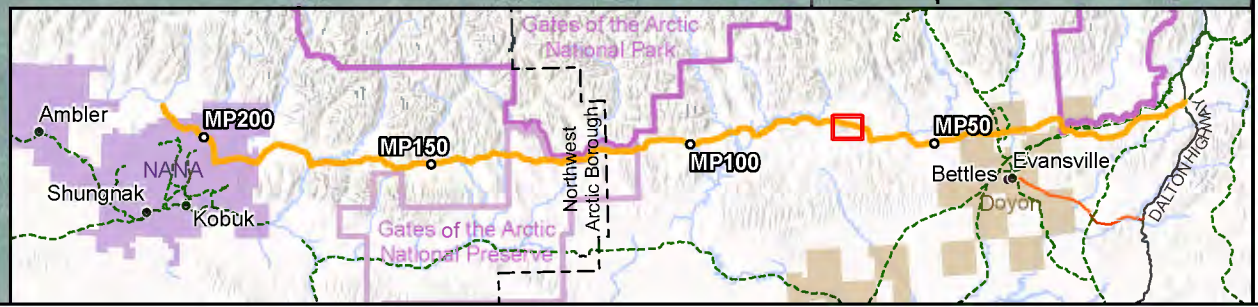 Gates of the Arctic
National Park
Ambler
MP200
MP150
NANA
Shungnak
Kobuk
Northwest
Arctic Borough
MP100
MP50
Evansville
Bettles
Doyon
Gates of the Arctic
National Preserve
DALTON HIGHWAY